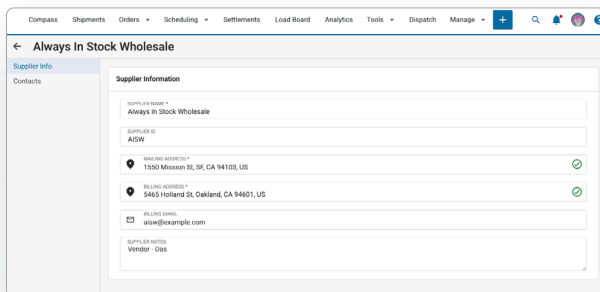 Compass Shipments Orders Scheduling Settlements Load Board Analytics Tools Dispatch Manage +
Always In Stock Wholesale
Supplier Info
Contacts
Supplier Information
SUPPLIER NAME *
Always In Stock Wholesale
SUPPLIER ID
AISW
MAILING ADDRESS *
1550 Mission St, SF, CA 94103, US
BILLING ADDRESS *
5465 Holland St, Oakland, CA 94601, US
BILLING EMAIL
aisw@example.com
SUPPLIER NOTES
Vendor - Das